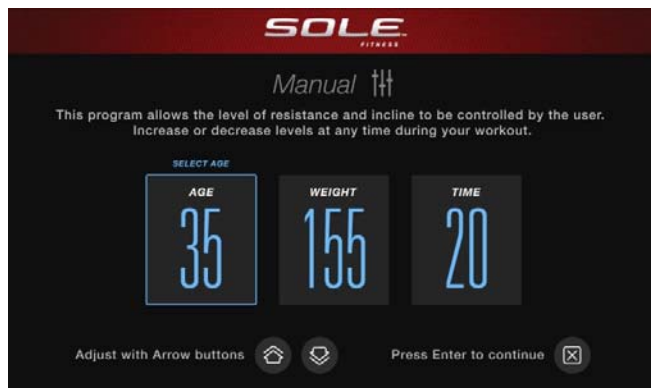 SOLE
FITNESS
Manual
This program allows the level of resistance and incline to be controlled by the user.
Increase or decrease levels at any time during your workout.
SELECT AGE
AGE
35
WEIGHT
155
TIME
20
Adjust with Arrow buttons
Press Enter to continue